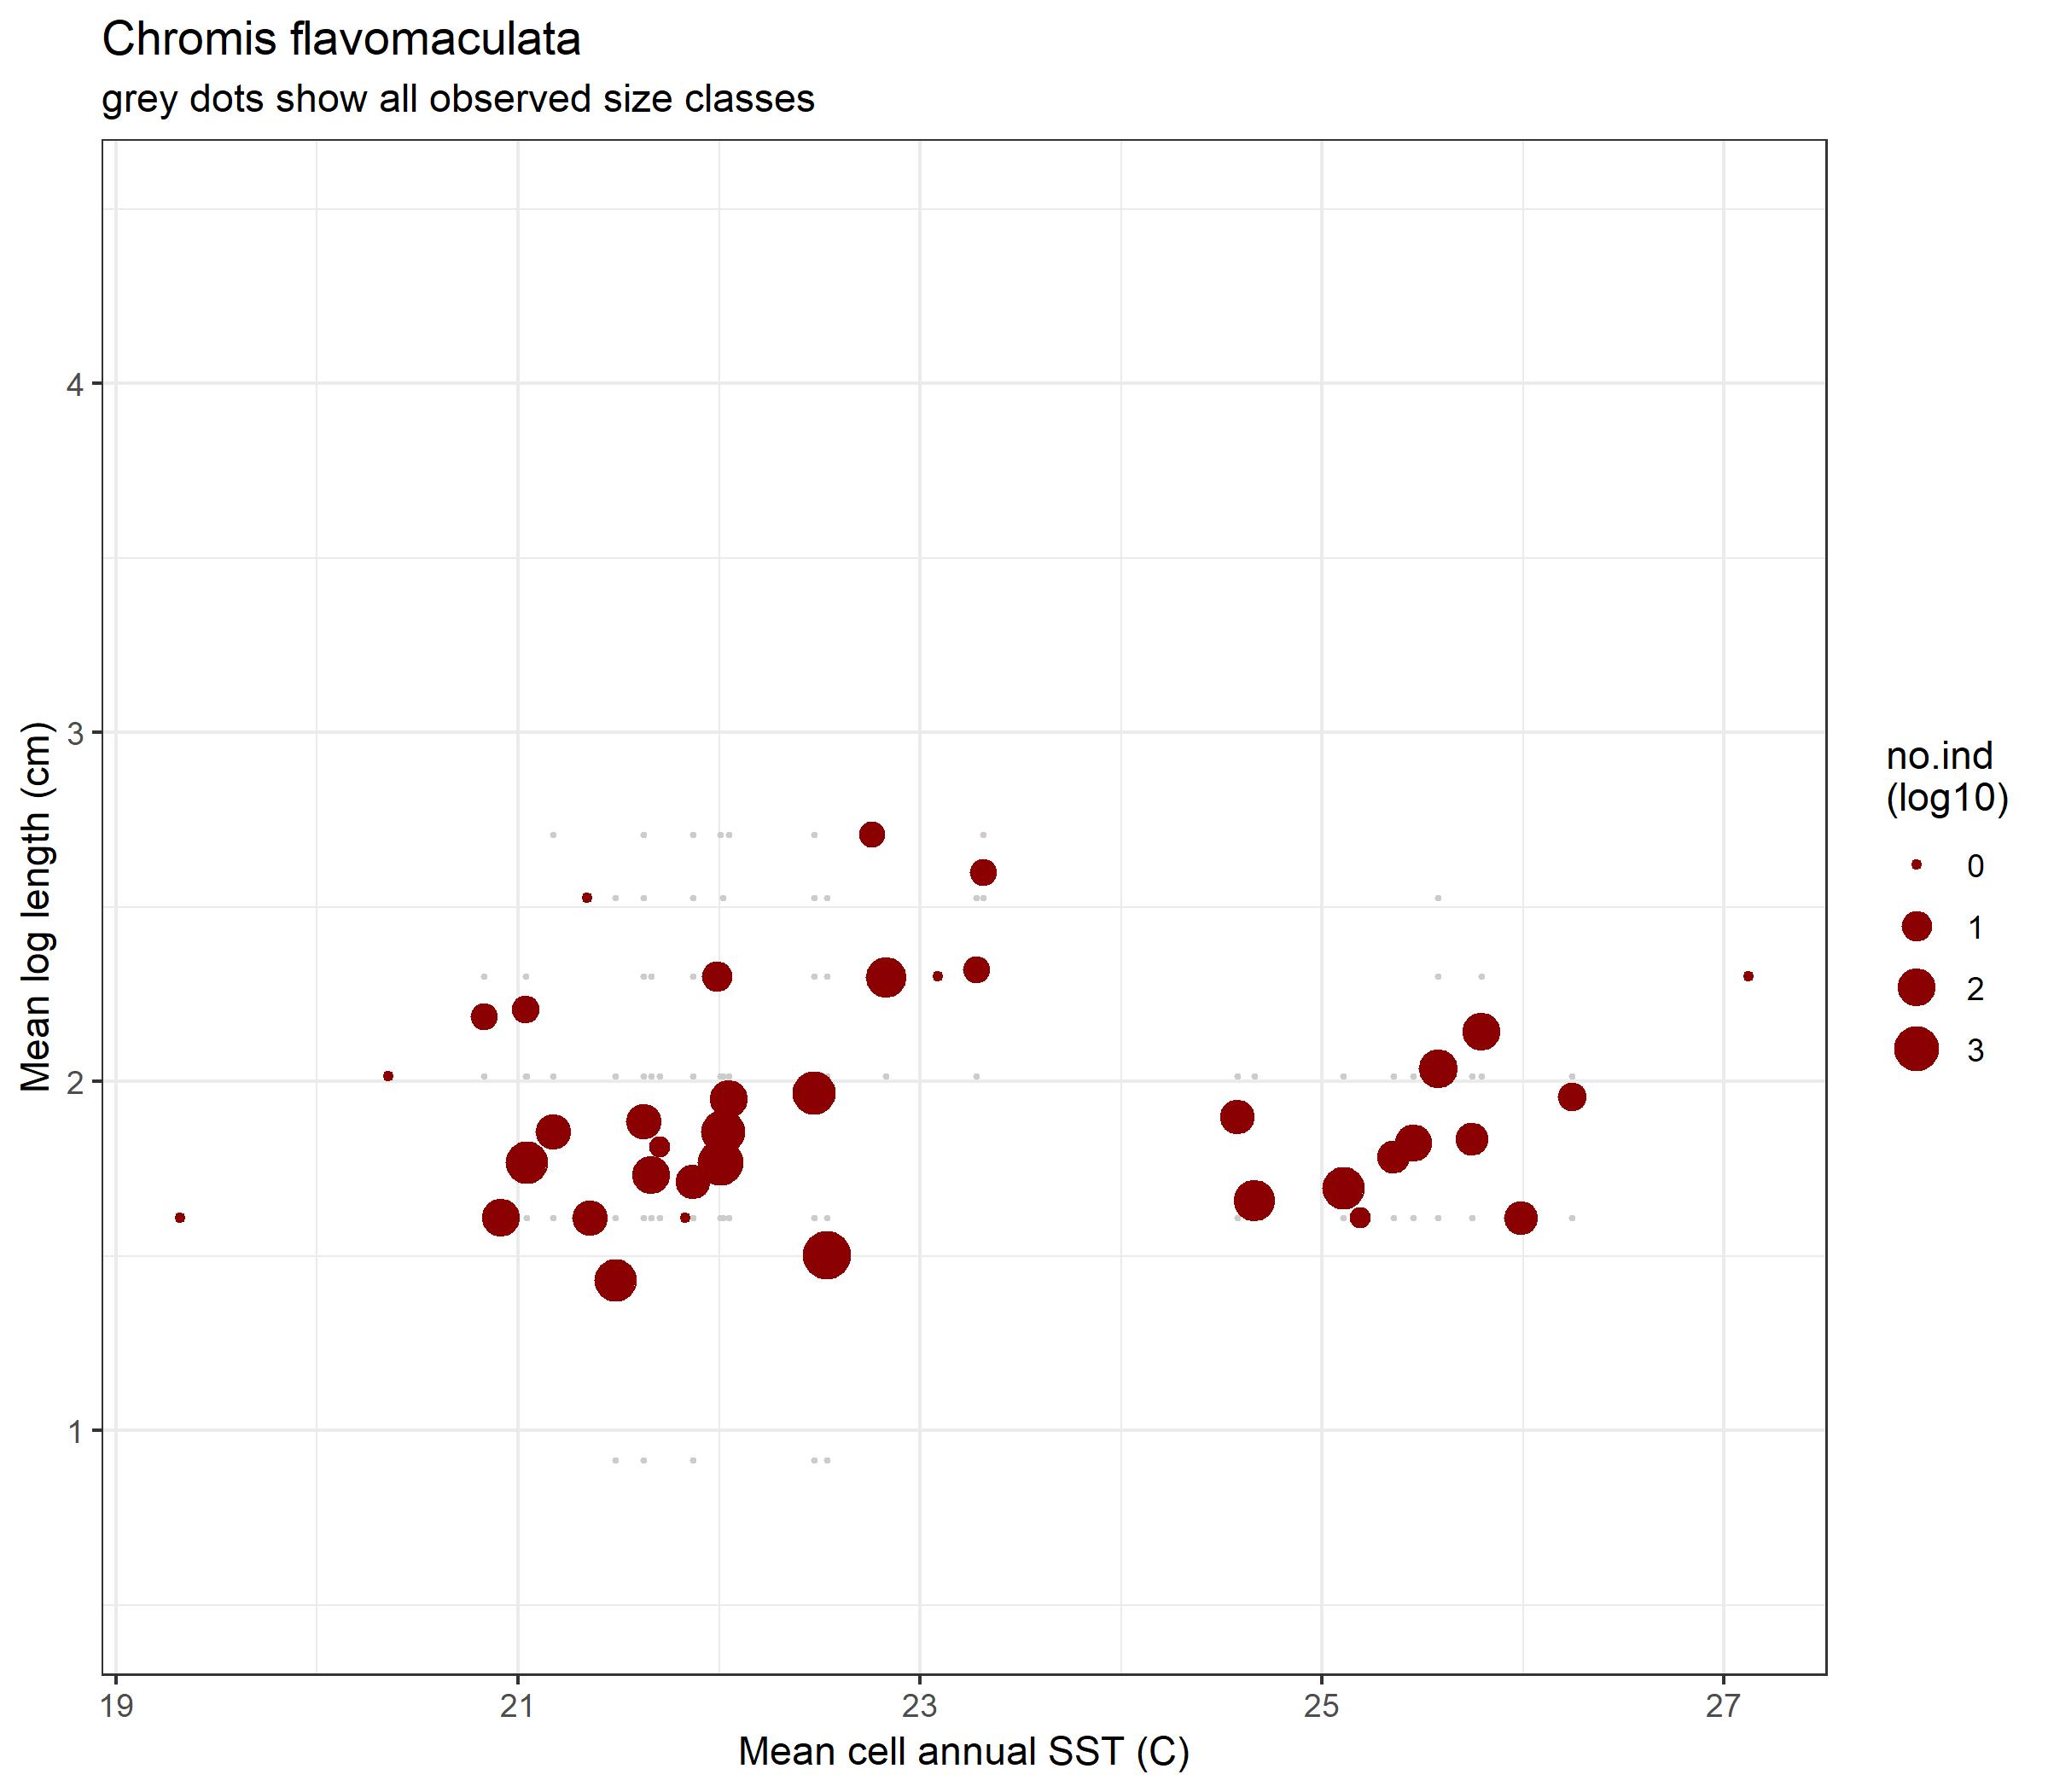 Chromis flavomaculata
grey dots show all observed size classes
Mean log length (cm)
4
3
2
1
19 21 23 25 27
Mean cell annual SST (C)
no.ind
(log10)
0
1
2
3